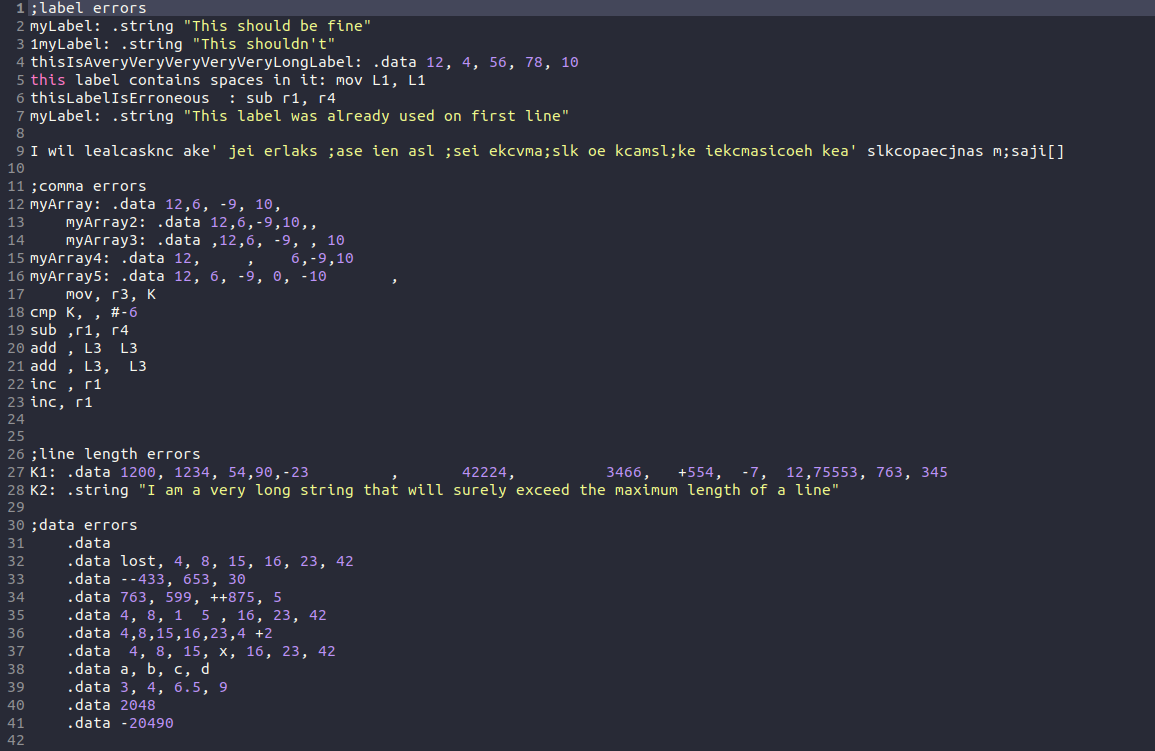 1 ;label errors
2 myLabel: .string "This should be fine"
3 1myLabel: .string "This shouldn't"
4 thisIsAveryVeryVeryVeryVeryLongLabel: .data 12, 4, 56, 78, 10
5 this label contains spaces in it: mov L1, L1
6 thisLabelIsErroneous  : sub r1, r4
7 myLabel: .string "This label was already used on first line"
8
9 I wil lealcasknc ake' jei erlaks ;ase ien asl ;sei ekcvma;slk oe kcamsl;ke iekcmasicoeh kea' slkcopaecjnas m;saji[]
10
11 ;comma errors
12 myArray: .data 12,6, -9, 10,
13     myArray2: .data 12,6,-9,10,,
14     myArray3: .data ,12,6, -9, , 10
15 myArray4: .data 12,     ,    6,-9,10
16 myArray5: .data 12, 6, -9, 0, -10       ,
17     mov, r3, K
18 cmp K, , #-6
19 sub ,r1, r4
20 add , L3  L3
21 add , L3,  L3
22 inc , r1
23 inc, r1
24
25
26 ;line length errors
27 K1: .data 1200, 1234, 54,90,-23         ,       42224,          3466,   +554,  -7,  12,75553, 763, 345
28 K2: .string "I am a very long string that will surely exceed the maximum length of a line"
29
30 ;data errors
31     .data
32     .data lost, 4, 8, 15, 16, 23, 42
33     .data --433, 653, 30
34     .data 763, 599, ++875, 5
35     .data 4, 8, 1  5 , 16, 23, 42
36     .data 4,8,15,16,23,4 +2
37     .data  4, 8, 15, x, 16, 23, 42
38     .data a, b, c, d
39     .data 3, 4, 6.5, 9
40     .data 2048
41     .data -20490
42